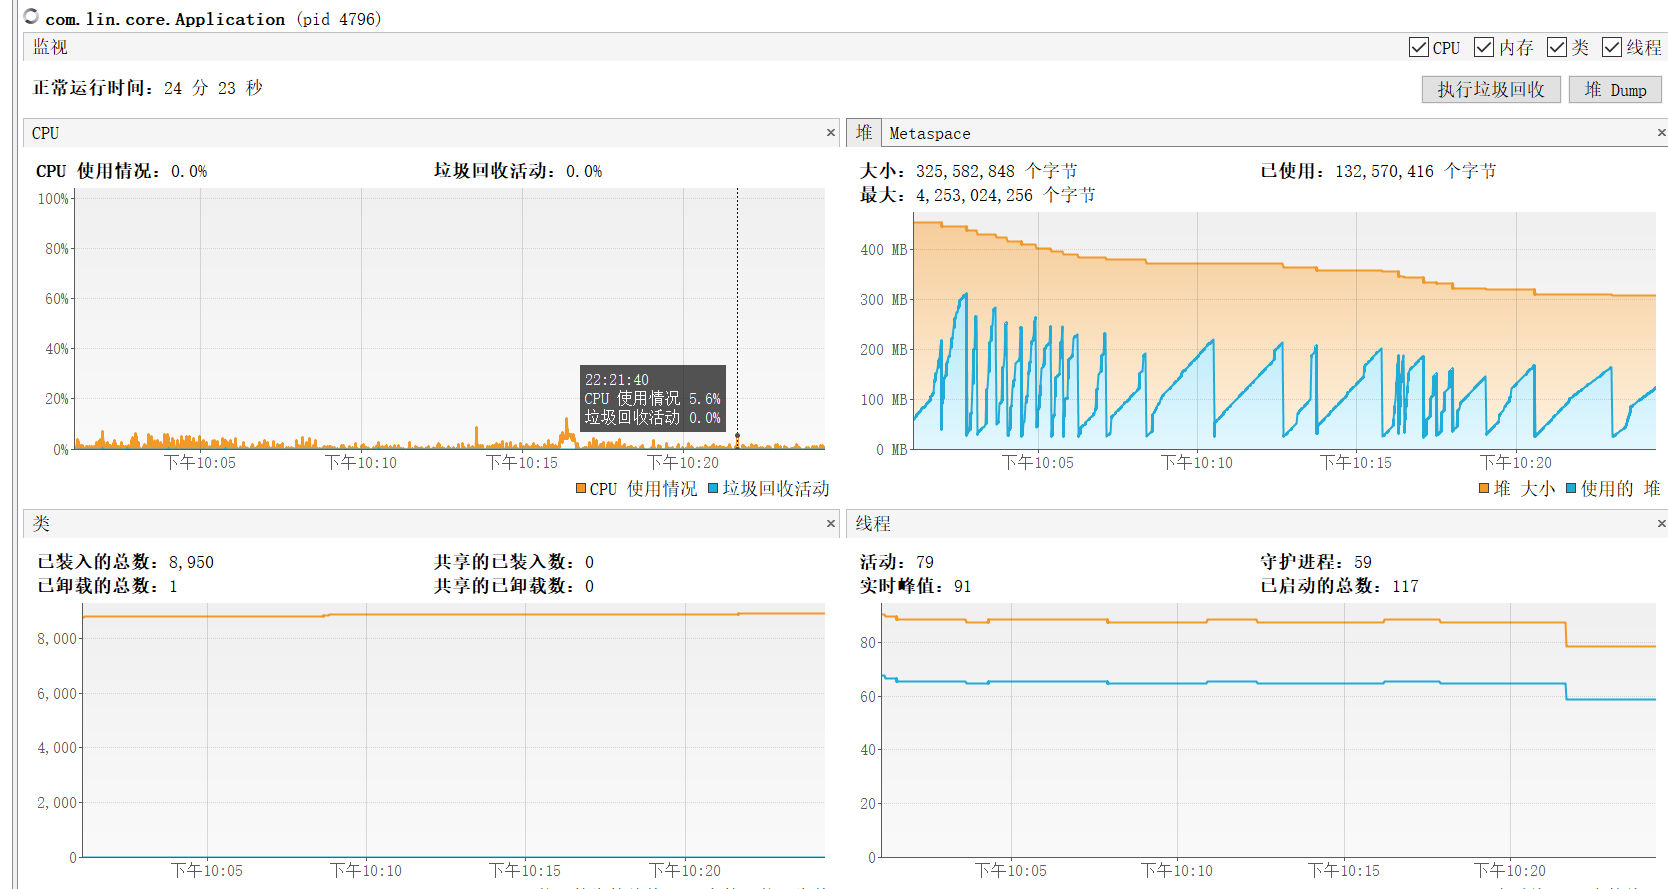 com.lin.core.Application (pid 4796)
监视
CPU 内存 类 线程
正常运行时间: 24 分 23 秒
执行垃圾回收 堆 Dump
CPU ×
CPU 使用情况: 0.0% 垃圾回收活动: 0.0%
100%
80%
60%
40%
20%
0%
22:21:40
CPU 使用情况 5.6%
垃圾回收活动 0.0%
下午10:05 下午10:10 下午10:15 下午10:20
CPU 使用情况 垃圾回收活动
堆 Metaspace ×
大小: 325,582,848 个字节 已使用: 132,570,416 个字节
最大: 4,253,024,256 个字节
400 MB
300 MB
200 MB
100 MB
0 MB
下午10:05 下午10:10 下午10:15 下午10:20
堆 大小 使用的 堆
类 ×
已装入的总数: 8,950 共享的已装入数: 0
已卸载的总数: 1 共享的已卸载数: 0
8,000
6,000
4,000
2,000
0
下午10:05 下午10:10 下午10:15 下午10:20
线程 ×
活动: 79 守护进程: 59
实时峰值: 91 已启动的总数: 117
80
60
40
20
0
下午10:05 下午10:10 下午10:15 下午10:20